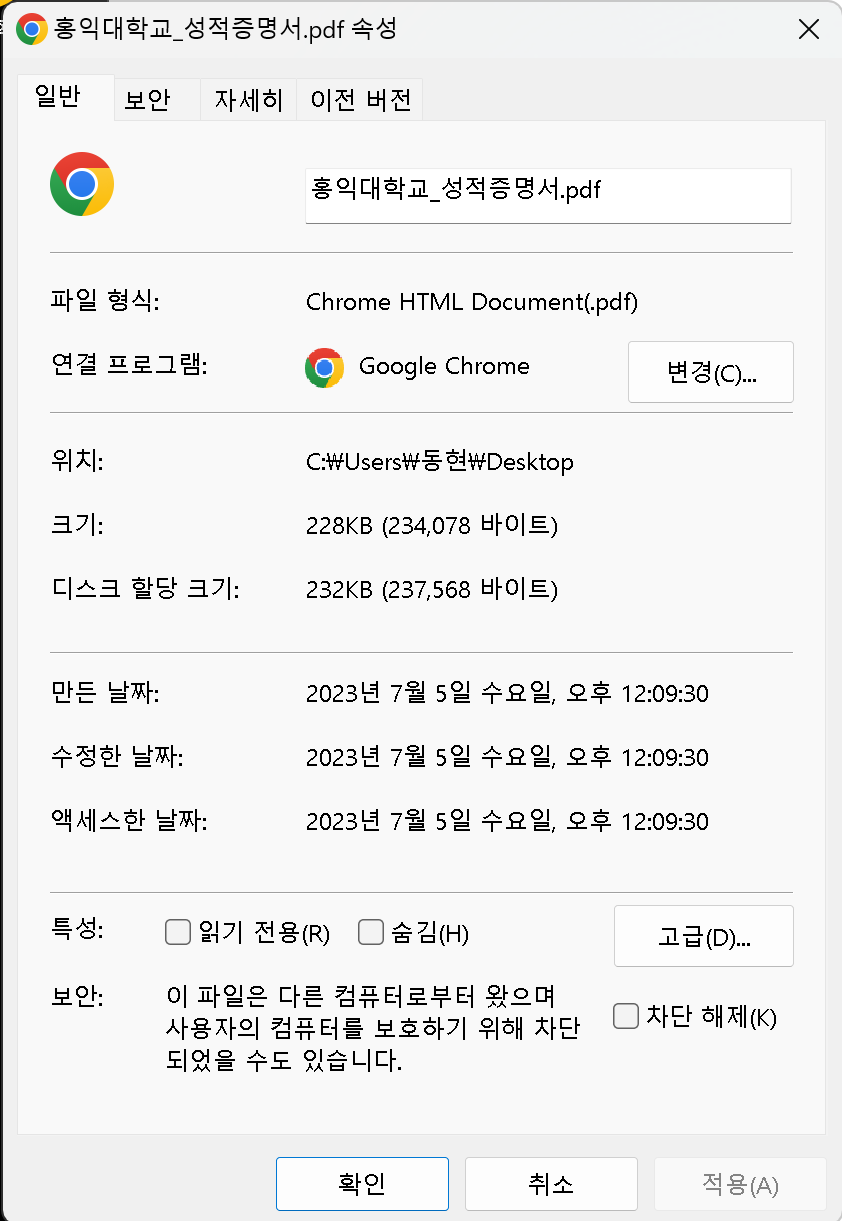 홍익대학교_성적증명서.pdf 속성
일반 보안 자세히 이전 버전
홍익대학교_성적증명서.pdf
파일 형식: Chrome HTML Document(.pdf)
연결 프로그램: Google Chrome 변경(C)...
위치: C:₩Users₩동현₩Desktop
크기: 228KB (234,078 바이트)
디스크 할당 크기: 232KB (237,568 바이트)
만든 날짜: 2023년 7월 5일 수요일, 오후 12:09:30
수정한 날짜: 2023년 7월 5일 수요일, 오후 12:09:30
액세스한 날짜: 2023년 7월 5일 수요일, 오후 12:09:30
특성: 읽기 전용(R) 숨김(H) 고급(D)...
보안: 이 파일은 다른 컴퓨터로부터 왔으며
사용자의 컴퓨터를 보호하기 위해 차단
되었을 수도 있습니다.
차단 해제(K)
확인 취소 적용(A)